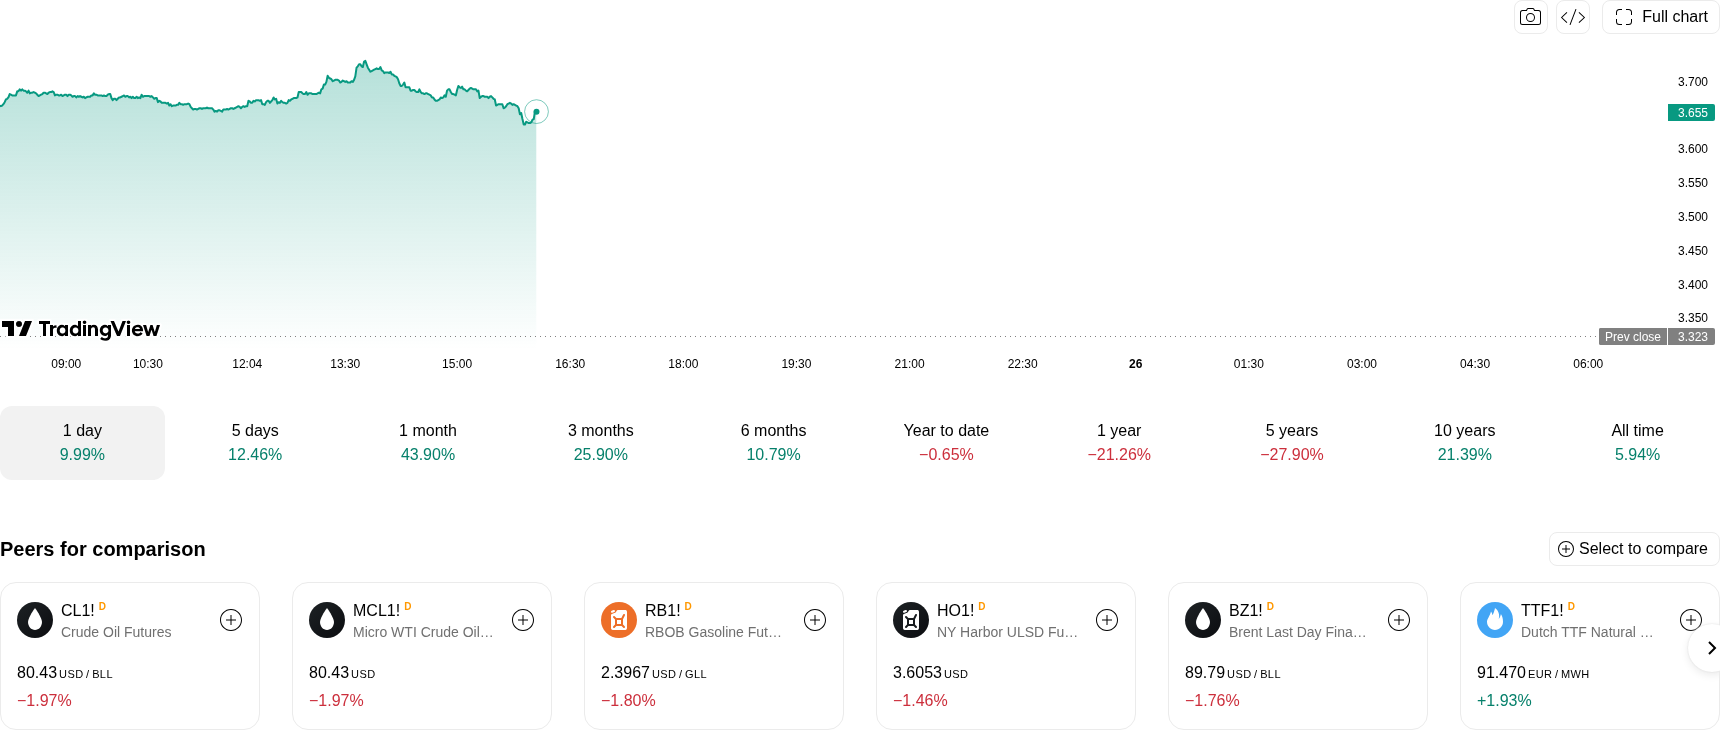 Full chart
3.700
3.655
3.600
3.550
3.500
3.450
3.400
3.350
TradingView
Prev close 3.323
09:00 10:30 12:04 13:30 15:00 16:30 18:00 19:30 21:00 22:30 26 01:30 03:00 04:30 06:00
1 day 5 days 1 month 3 months 6 months Year to date 1 year 5 years 10 years All time
9.99% 12.46% 43.90% 25.90% 10.79% −0.65% −21.26% −27.90% 21.39% 5.94%
Peers for comparison
Select to compare
CL1! D
Crude Oil Futures
80.43 USD / BLL
−1.97%
MCL1! D
Micro WTI Crude Oil…
80.43 USD
−1.97%
RB1! D
RBOB Gasoline Fut…
2.3967 USD / GLL
−1.80%
HO1! D
NY Harbor ULSD Fu…
3.6053 USD
−1.46%
BZ1! D
Brent Last Day Fina…
89.79 USD / BLL
−1.76%
TTF1! D
Dutch TTF Natural …
91.470 EUR / MWH
+1.93%